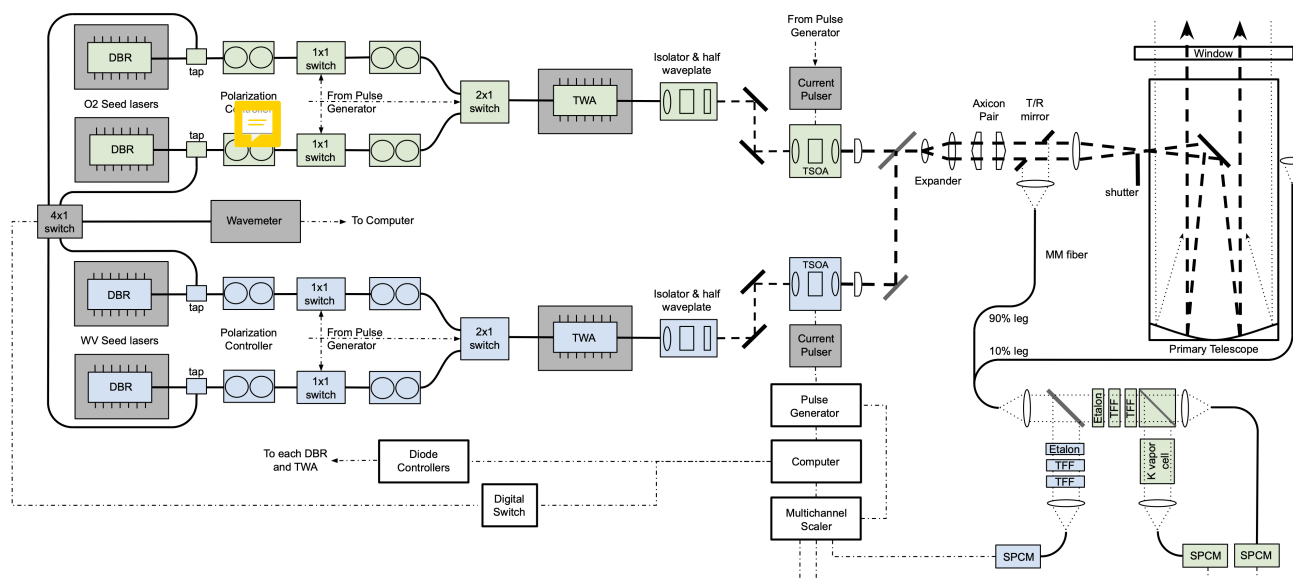 DBR
tap
O2 Seed lasers
DBR
tap
Polarization
1x1
switch
From Pulse
Generator
1x1
switch
2x1
switch
TWA
Isolator & half
waveplate
From Pulse
Generator
Current
Pulser
TSOA
Expander
Axicon
Pair
T/R
mirror
shutter
Window
Primary Telescope
4x1
switch
Wavemeter
To Computer
MM fiber
90% leg
10% leg
DBR
tap
WV Seed lasers
DBR
tap
Polarization
Controller
1x1
switch
From Pulse
Generator
1x1
switch
2x1
switch
TWA
Isolator & half
waveplate
TSOA
Current
Pulser
Pulse
Generator
Computer
Multichannel
Scaler
To each DBR
and TWA
Diode
Controllers
Digital
Switch
Etalon
TFF
TFF
Etalon
TFF
TFF
K vapor
cell
SPCM
SPCM
SPCM